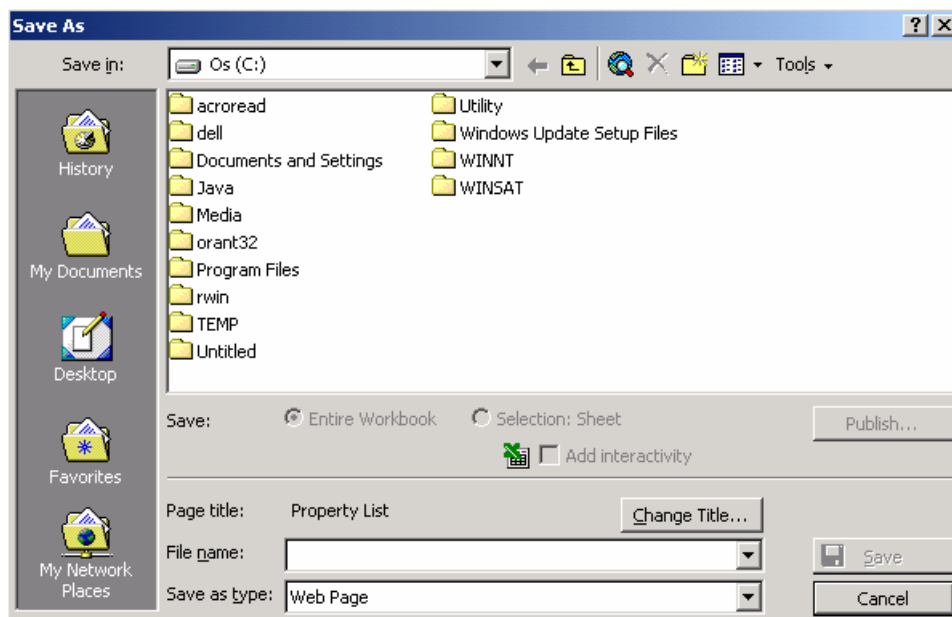 Save As
Save in:
Os (C:)
Tools
History
My Documents
Desktop
Favorites
My Network
Places
acroread
dell
Documents and Settings
Java
Media
orant32
Program Files
rwin
TEMP
Untitled
Utility
Windows Update Setup Files
WINNT
WINSAT
Save:
Entire Workbook
Selection: Sheet
Publish...
Add interactivity
Page title:
Property List
Change Title...
File name:
Save
Save as type:
Web Page
Cancel